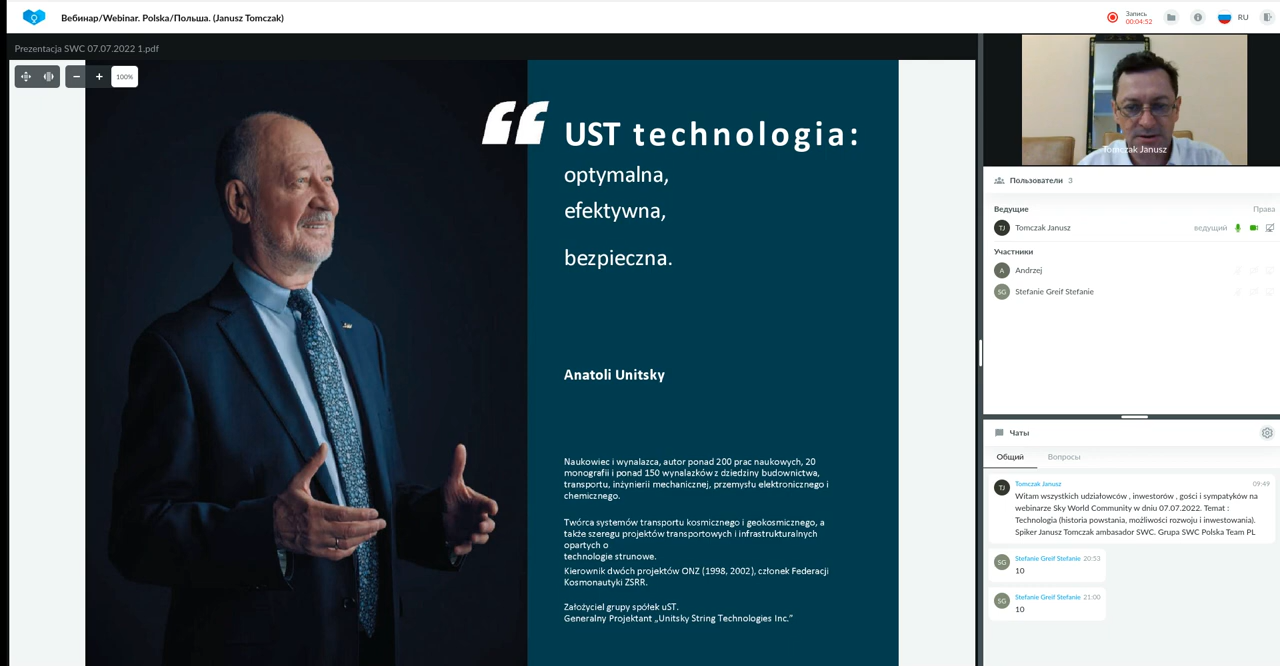 Вебинар/Webinar. Polska/Польша. (Janusz Tomczak)
Запись
00:04:52
RU
Prezentacja SWC 07.07.2022 1.pdf
100%
“
UST technologia:
optymalna,
efektywna,
bezpieczna.
Anatoli Unitsky
Naukowiec i wynalazca, autor ponad 200 prac naukowych, 20
monografii i ponad 150 wynalazków z dziedziny budownictwa,
transportu, inżynierii mechanicznej, przemysłu elektronicznego i
chemicznego.
Twórca systemów transportu kosmicznego i geokosmicznego, a
także szeregu projektów transportowych i infrastrukturalnych
opartych o
technologie strunowe.
Kierownik dwóch projektów ONZ (1998, 2002), członek Federacji
Kosmonautyki ZSRR.
Założyciel grupy spółek uST.
Generalny Projektant „Unitsky String Technologies Inc.”
Tomczak Janusz
Пользователи 3
Ведущие Права
TJ Tomczak Janusz ведущий
Участники
A Andrzej
SG Stefanie Greif Stefanie
Чаты
Общий Вопросы
TJ Tomczak Janusz 09:49
Witam wszystkich udziałowców , inwestorów , gości i sympatyków na
webinarze Sky World Community w dniu 07.07.2022. Temat :
Technologia (historia powstania, możliwości rozwoju i inwestowania).
Spiker Janusz Tomczak ambasador SWC. Grupa SWC Polska Team PL
SG Stefanie Greif Stefanie 20:53
10
SG Stefanie Greif Stefanie 21:00
10